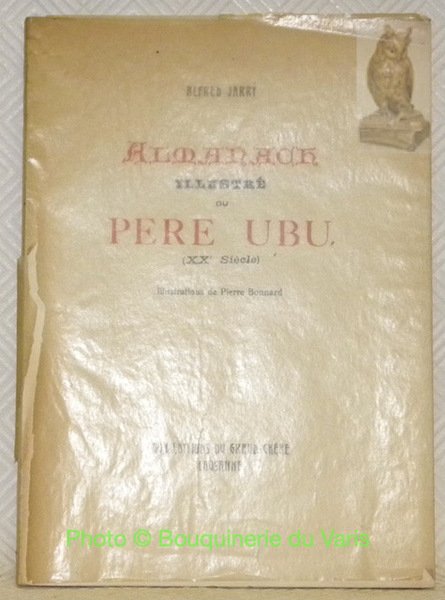 ALFRED JARRY
ALMANACH
ILLUSTRÉ
DU
PERE UBU
(XXe Siècle)
Illustrations de Pierre Bonnard
AUX EDITIONS DU GRAND-CHÊNE
LAUSANNE
Photo © Bouquinerie du Varis